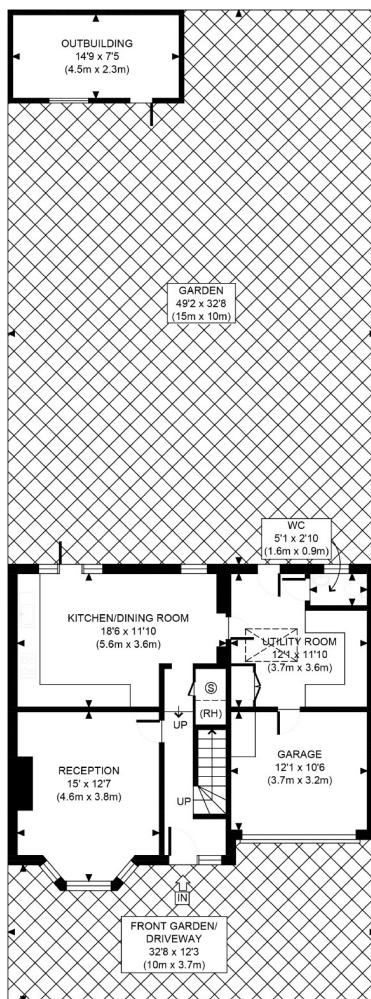 OUTBUILDING
14'9 x 7'5
(4.5m x 2.3m)
GARDEN
49'2 x 32'8
(15m x 10m)
WC
5'1 x 2'10
(1.6m x 0.9m)
KITCHEN/DINING ROOM
18'6 x 11'10
(5.6m x 3.6m)
UTILITY ROOM
12'1 x 11'10
(3.7m x 3.6m)
S
(RH)
UP
RECEPTION
15' x 12'7
(4.6m x 3.8m)
GARAGE
12'1 x 10'6
(3.7m x 3.2m)
UP
IN
FRONT GARDEN/
DRIVEWAY
32'8 x 12'3
(10m x 3.7m)